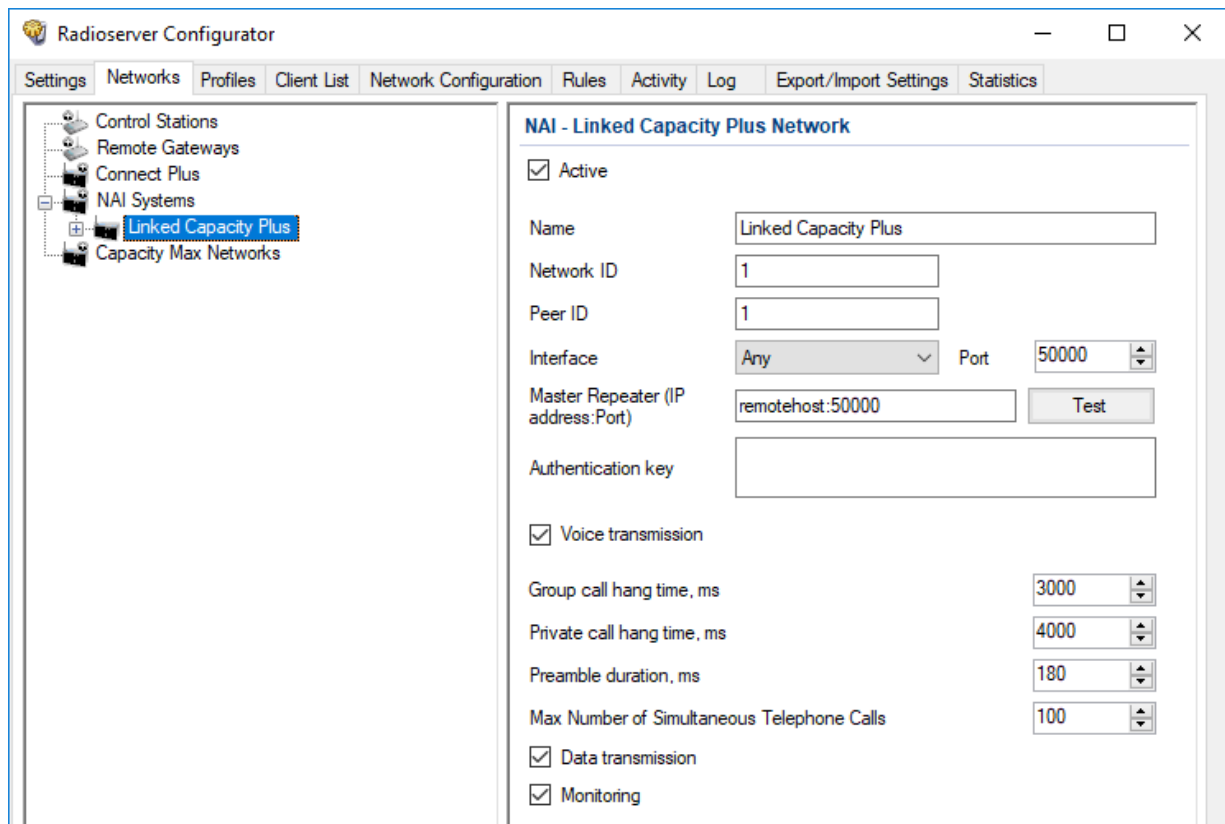 Radioserver Configurator
Settings Networks Profiles Client List Network Configuration Rules Activity Log Export/Import Settings Statistics
Control Stations
Remote Gateways
Connect Plus
NAI Systems
Linked Capacity Plus
Capacity Max Networks
NAI - Linked Capacity Plus Network
Active
Name Linked Capacity Plus
Network ID 1
Peer ID 1
Interface Any Port 50000
Master Repeater (IP
address:Port) remotehost:50000 Test
Authentication key
Voice transmission
Group call hang time, ms 3000
Private call hang time, ms 4000
Preamble duration, ms 180
Max Number of Simultaneous Telephone Calls 100
Data transmission
Monitoring